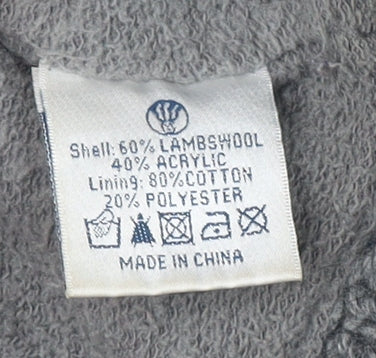 Shell: 60% LAMBSWOOL
40% ACRYLIC
Lining: 80% COTTON
20% POLYESTER
MADE IN CHINA